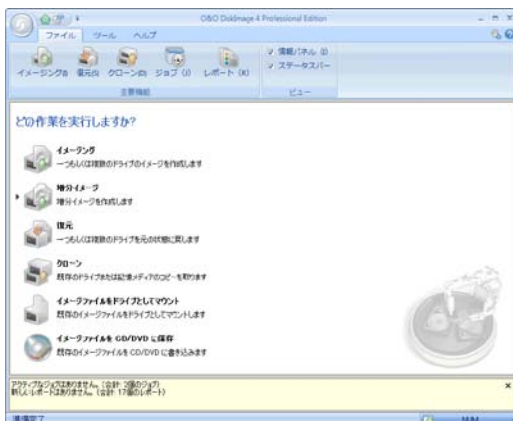 O&O DiskImage 4 Professional Edition
ファイル ツール ヘルプ
イメージング(I) 復元(S) クローン(D) ジョブ (J) レポート (R)
情報パネル (I)
ステータスバー
主要機能 ビュー
どの作業を実行しますか?
イメージング
一つもしくは複数のドライブのイメージを作成します
増分イメージ
増分イメージを作成します
復元
一つもしくは複数のドライブを元の状態に戻します
クローン
既存のドライブまたは記憶メディアのコピーを取ります
イメージファイルをドライブとしてマウント
既存のイメージファイルをドライブとしてマウントします
イメージファイルを CD/DVD に保存
既存のイメージファイルを CD/DVD に書き込みます
アクティブなジョブはありません。(合計: 2個のジョブ)
新しいレポートはありません。(合計: 17個のレポート)
準備完了